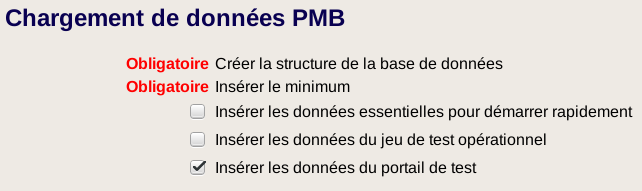 Chargement de données PMB
Obligatoire Créer la structure de la base de données
Obligatoire Insérer le minimum
Insérer les données essentielles pour démarrer rapidement
Insérer les données du jeu de test opérationnel
Insérer les données du portail de test